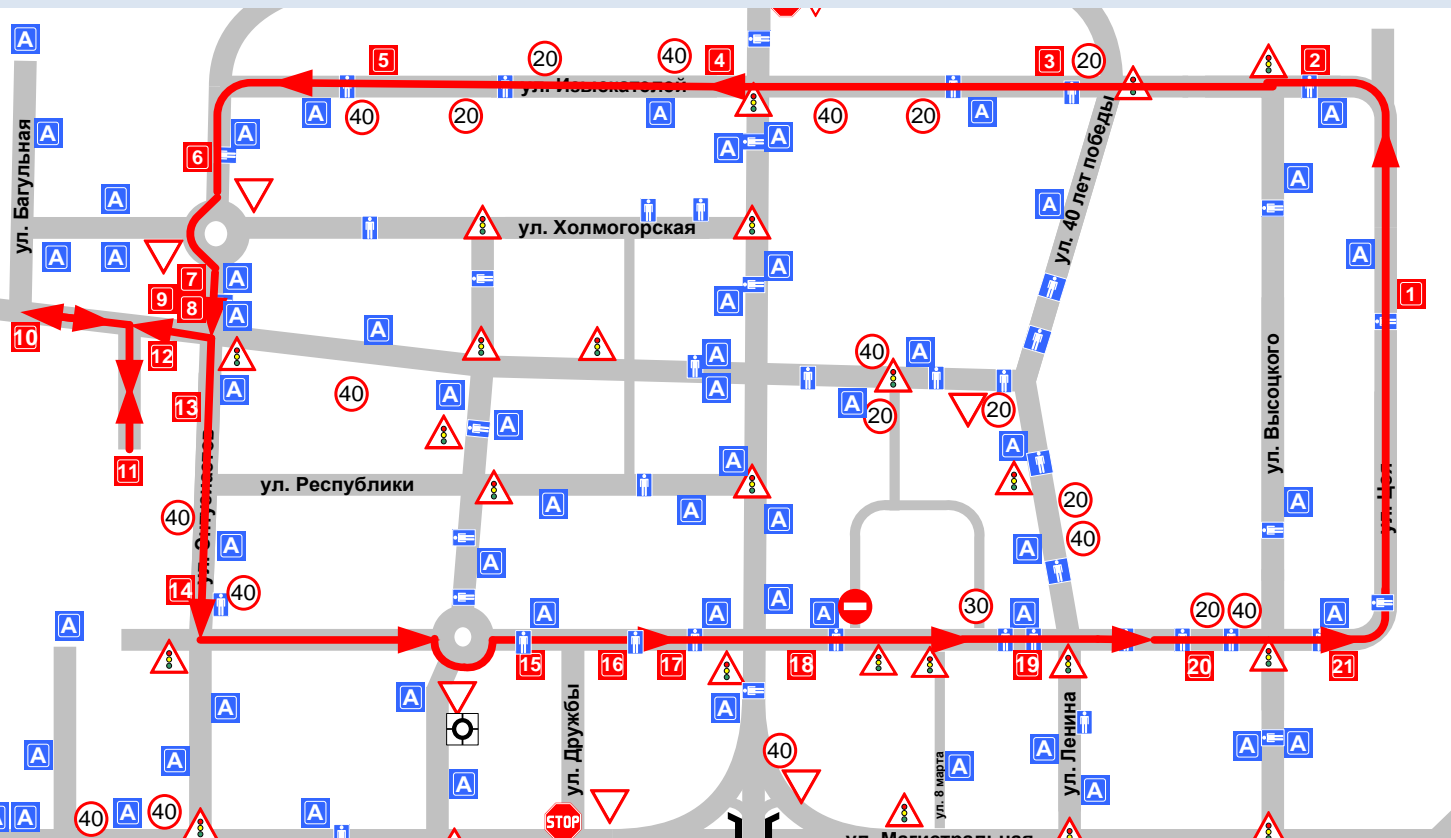 А
5
20
40
4
3
20
2
ул. Изыскателей
А
40
20
А
40
20
А
А
ул. Багульная
А
6
А
А
А
ул. 40 лет победы
А
А
А
ул. Холмогорская
А
А
А
7
А
А
А
1
9
8
А
10
12
А
А
40
А
ул. Высоцкого
13
А
40
А
А
А
20
20
11
А
А
А
ул. Республики
А
А
А
20
А
40
А
А
А
40
14
40
А
А
30
А
20
40
А
А
А
А
А
15
16
17
18
19
20
21
А
А
А
ул. Дружбы
ул. Ленина
А
А
40
А
А
А
А
А
ул. 8 марта
А
А
А
40
А
40
А
STOP
ул. Магистральная